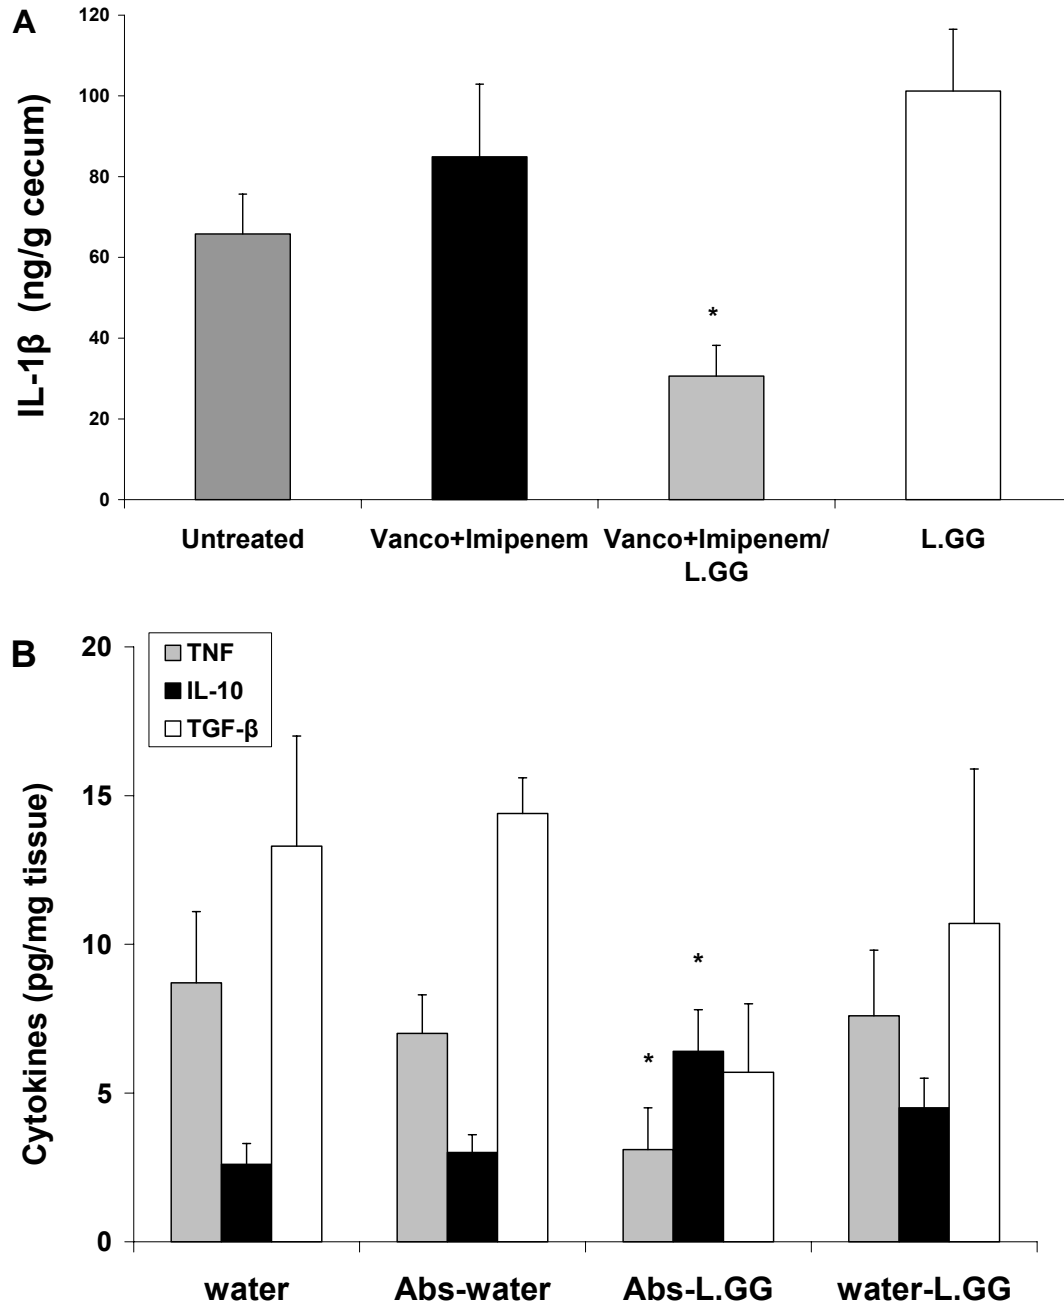 A
IL-1β (ng/g cecum)
120
100
80
60
40
20
0
*
Untreated
Vanco+Imipenem
Vanco+Imipenem/
L.GG
L.GG
B
Cytokines (pg/mg tissue)
20
15
10
5
0
TNF
IL-10
TGF-β
*
*
water
Abs-water
Abs-L.GG
water-L.GG